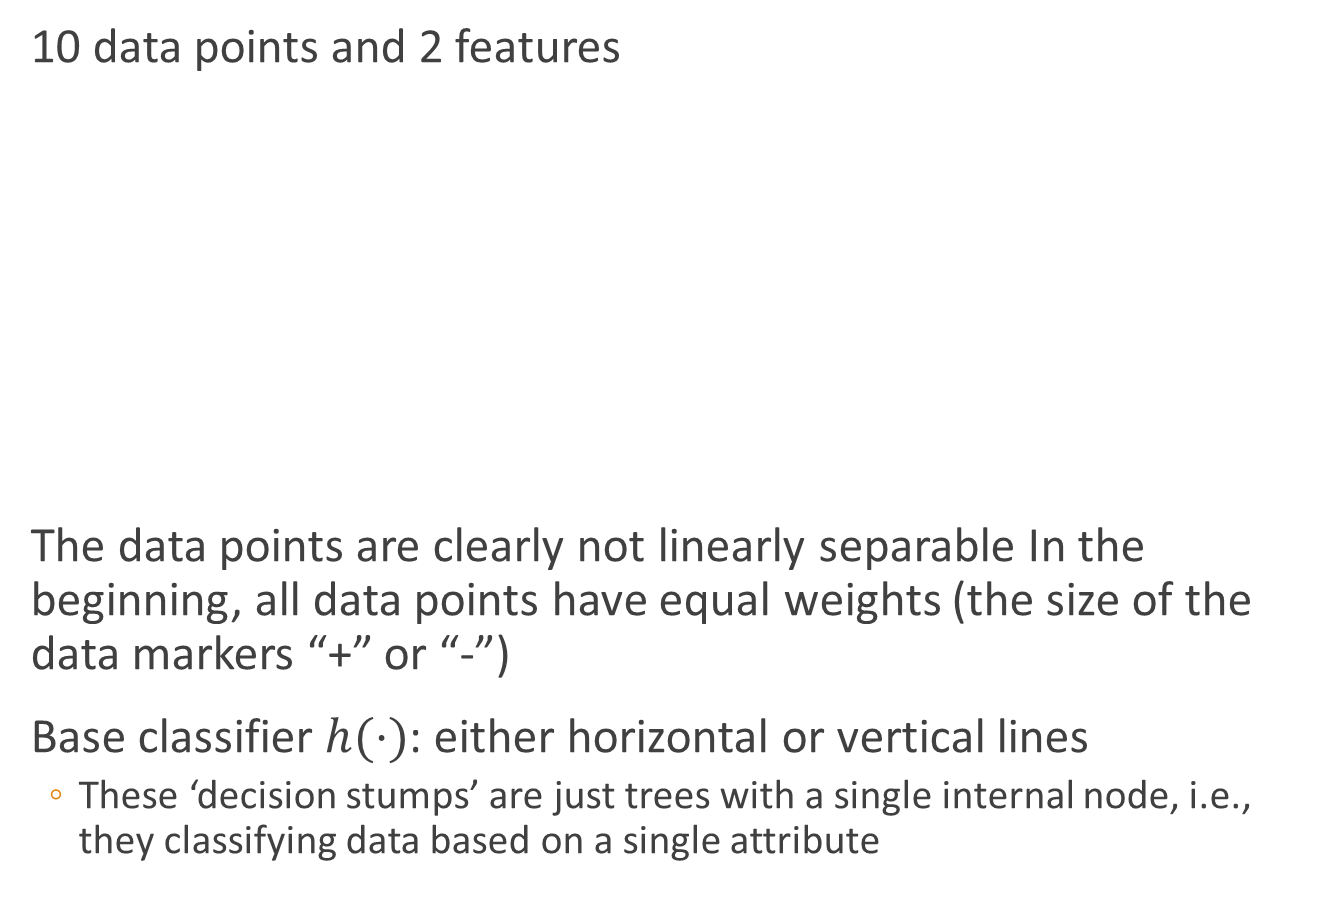 10 data points and 2 features
The data points are clearly not linearly separable In the
beginning, all data points have equal weights (the size of the
data markers “+” or “-”)
Base classifier ℎ(⋅): either horizontal or vertical lines
◦ These ‘decision stumps’ are just trees with a single internal node, i.e.,
they classifying data based on a single attribute